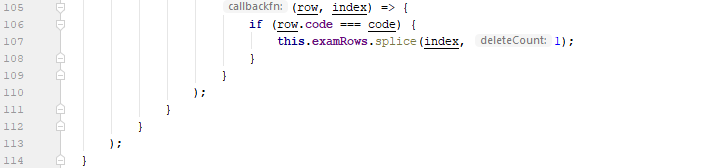 105 callbackfn: (row, index) => {
106 if (row.code === code) {
107 this.examRows.splice(index, deleteCount: 1);
108 }
109 }
110 );
111 }
112 }
113 );
114 }